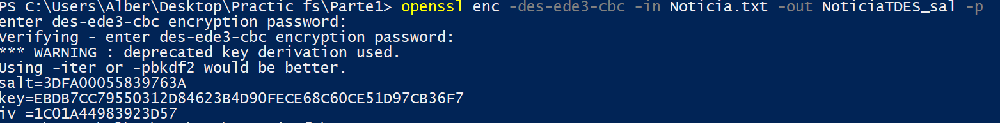 PS C:\Users\Alber\Desktop\Practic fs\Parte1> openssl enc -des-ede3-cbc -in Noticia.txt -out NoticiaTDES_sal -p
enter des-ede3-cbc encryption password:
Verifying - enter des-ede3-cbc encryption password:
*** WARNING : deprecated key derivation used.
Using -iter or -pbkdf2 would be better.
salt=3DFA00055839763A
key=EBDB7CC79550312D84623B4D90FECE68C60CE51D97CB36F7
iv =1C01A44983923D57